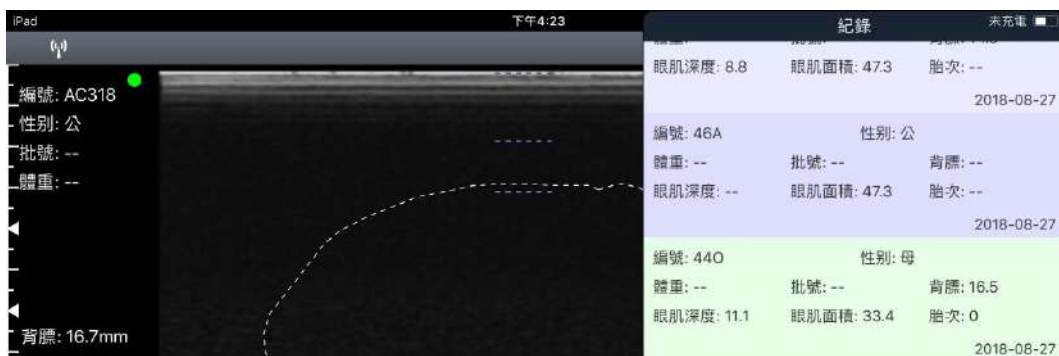 iPad
下午4:23
紀錄
未充電
編號: AC318
性別: 公
批號: --
體重: --
背膘: 16.7mm
眼肌深度: 8.8 眼肌面積: 47.3 胎次: --
2018-08-27
編號: 46A 性別: 公
體重: -- 批號: -- 背膘: --
眼肌深度: -- 眼肌面積: 47.3 胎次: --
2018-08-27
編號: 44O 性別: 母
體重: -- 批號: -- 背膘: 16.5
眼肌深度: 11.1 眼肌面積: 33.4 胎次: 0
2018-08-27